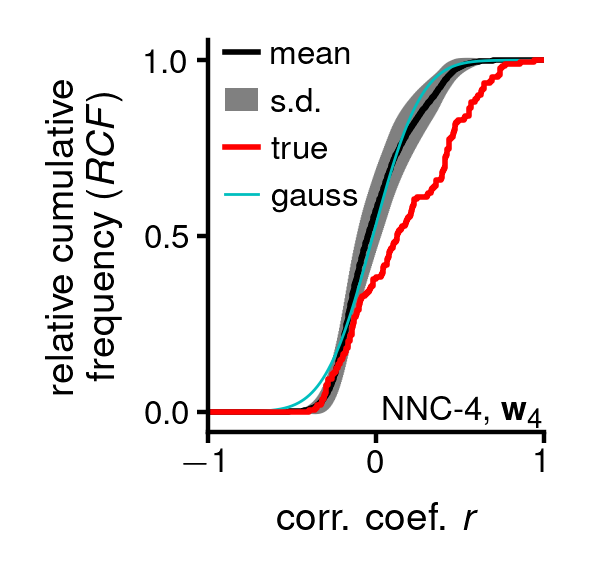 relative cumulative
frequency (RCF)
1.0
0.5
0.0
mean
s.d.
true
gauss
NNC-4, w₄
−1
0
1
corr. coef. r